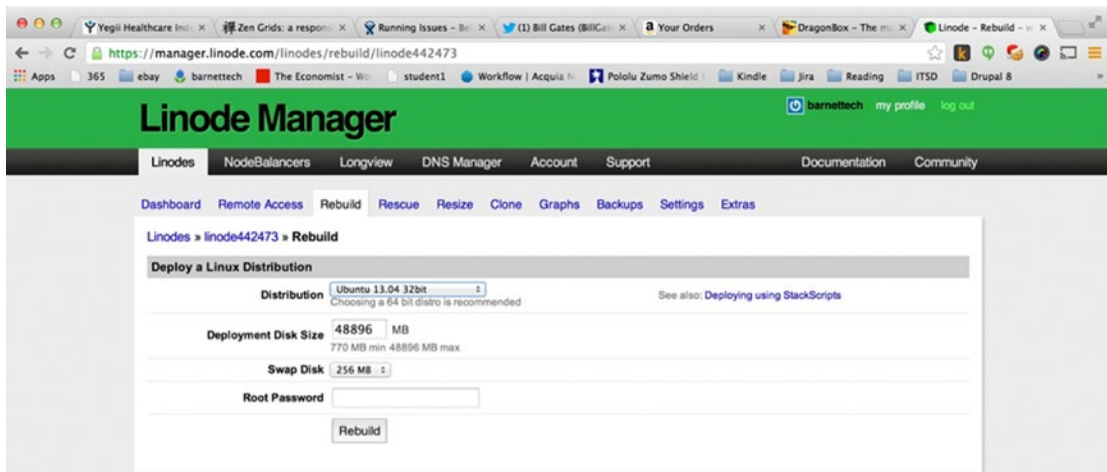 Yegii Healthcare Ind
禪 Zen Grids: a respon
Running Issues – Be
(1) Bill Gates (BillGat
Your Orders
DragonBox – The m
Linode – Rebuild –
https://manager.linode.com/linodes/rebuild/linode442473
Apps 365 ebay barnettech The Economist – Wo student1 Workflow | Acquia N Pololu Zumo Shield Kindle Jira Reading ITSD Drupal 8 »
Linode Manager
barnettech my profile log out
Linodes NodeBalancers Longview DNS Manager Account Support Documentation Community
Dashboard Remote Access Rebuild Rescue Resize Clone Graphs Backups Settings Extras
Linodes » linode442473 » Rebuild
Deploy a Linux Distribution
Distribution Ubuntu 13.04 32bit
Choosing a 64 bit distro is recommended
See also: Deploying using StackScripts
Deployment Disk Size 48896 MB
770 MB min 48896 MB max
Swap Disk 256 MB
Root Password
Rebuild